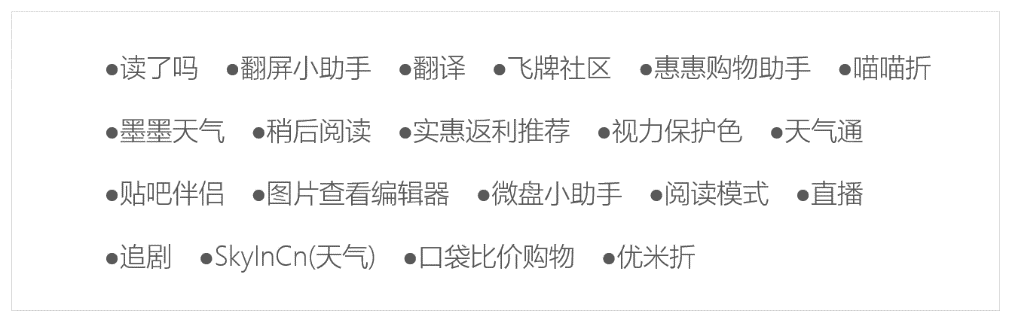 ●读了吗 ●翻屏小助手 ●翻译 ●飞牌社区 ●惠惠购物助手 ●喵喵折
●墨墨天气 ●稍后阅读 ●实惠返利推荐 ●视力保护色 ●天气通
●贴吧伴侣 ●图片查看编辑器 ●微盘小助手 ●阅读模式 ●直播
●追剧 ●SkyInCn(天气) ●口袋比价购物 ●优米折